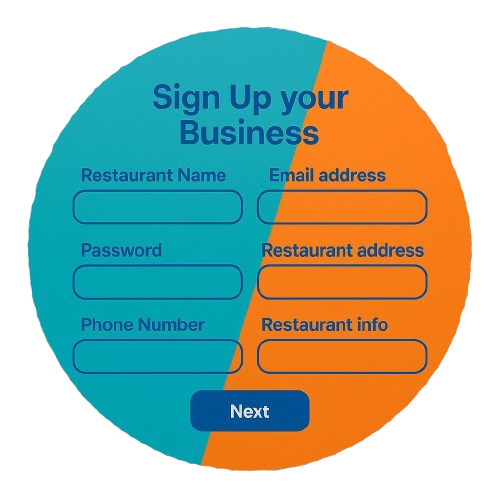 Sign Up your
Business
Restaurant Name
Email address
Password
Restaurant address
Phone Number
Restaurant info
Next